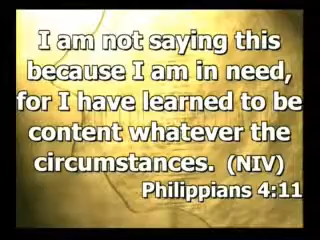 I am not saying this
because I am in need,
for I have learned to be
content whatever the
circumstances. (NIV)
Philippians 4:11